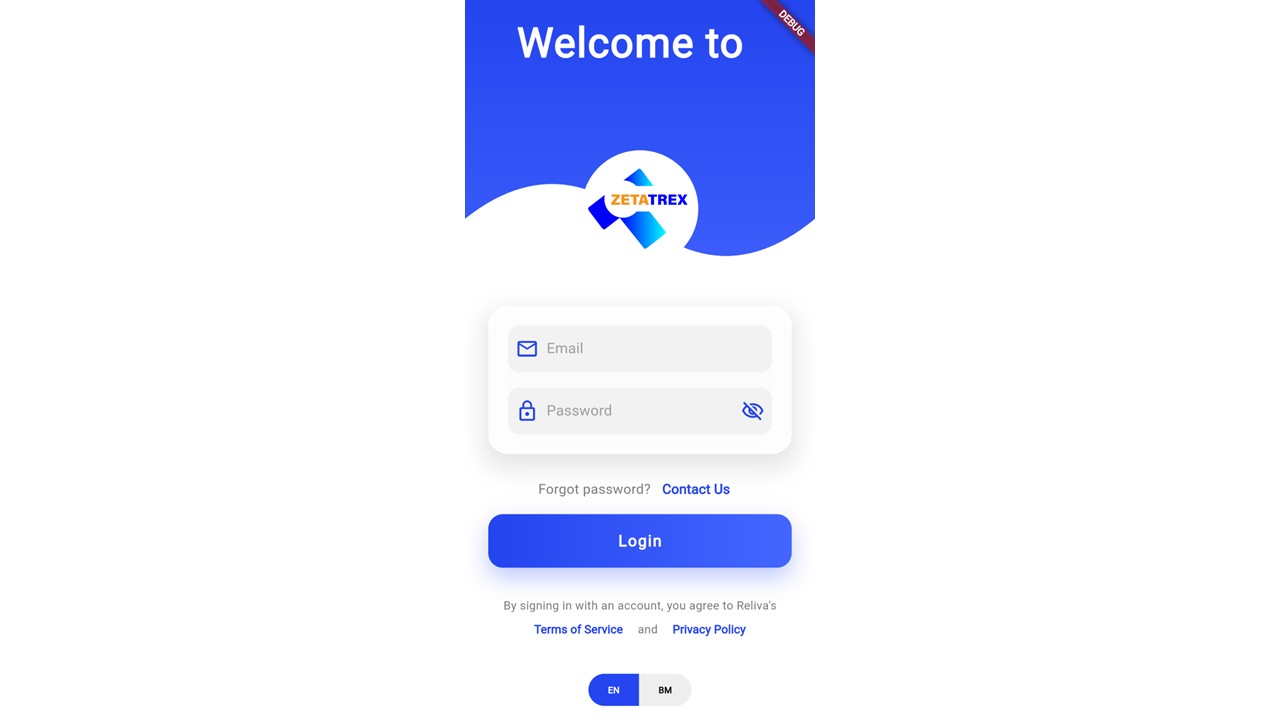 Welcome to
DEBUG
ZETATREX
Email
Password
Forgot password? Contact Us
Login
By signing in with an account, you agree to Reliva's
Terms of Service and Privacy Policy
EN BM